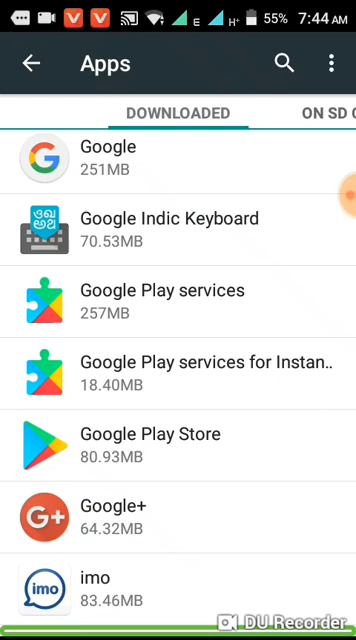 E
H+
55%
7:44 AM
Apps
DOWNLOADED
ON SD C
Google
251MB
Google Indic Keyboard
70.53MB
Google Play services
257MB
Google Play services for Instan..
18.40MB
Google Play Store
80.93MB
G+
Google+
64.32MB
imo
imo
83.46MB
DU Recorder